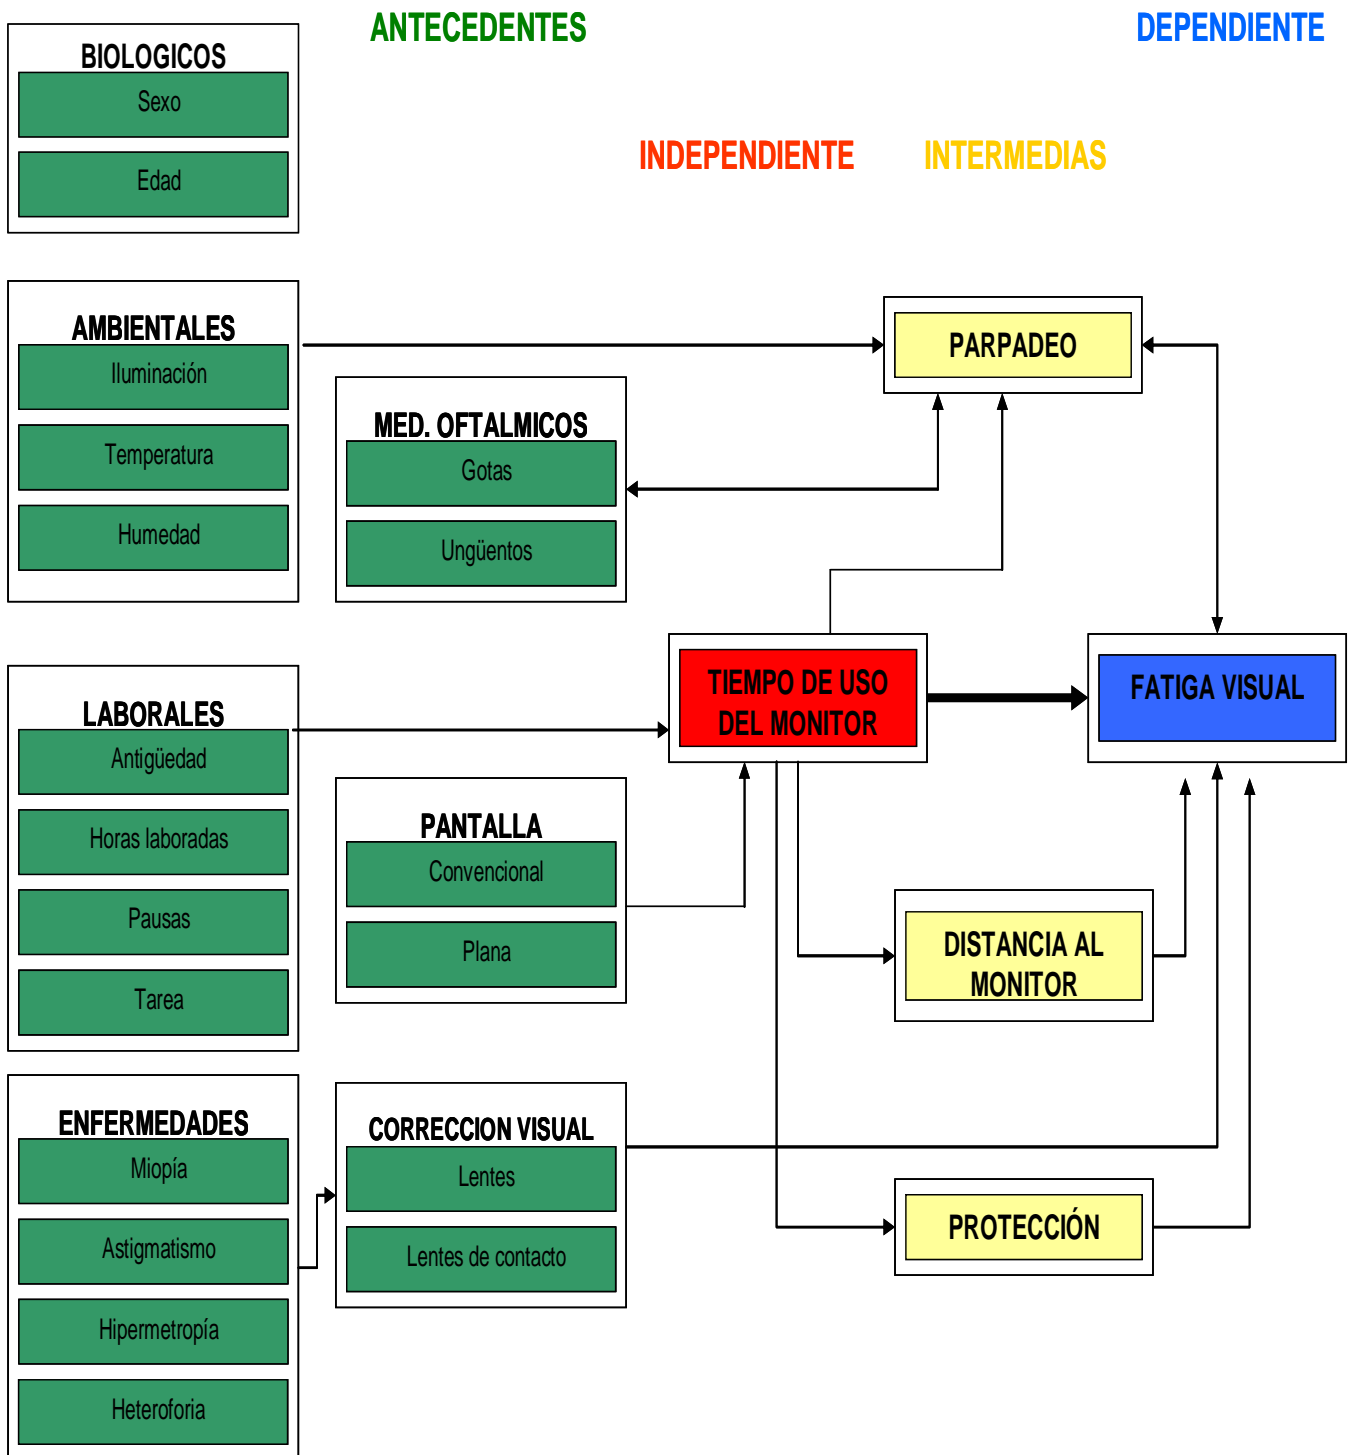 ANTECEDENTES
DEPENDIENTE
BIOLOGICOS
Sexo
Edad
INDEPENDIENTE
INTERMEDIAS
AMBIENTALES
Iluminación
Temperatura
Humedad
MED. OFTALMICOS
Gotas
Ungüentos
PARPADEO
LABORALES
Antigüedad
Horas laboradas
Pausas
Tarea
TIEMPO DE USO
DEL MONITOR
FATIGA VISUAL
PANTALLA
Convencional
Plana
DISTANCIA AL
MONITOR
ENFERMEDADES
Miopía
Astigmatismo
Hipermetropía
Heteroforia
CORRECCION VISUAL
Lentes
Lentes de contacto
PROTECCIÓN